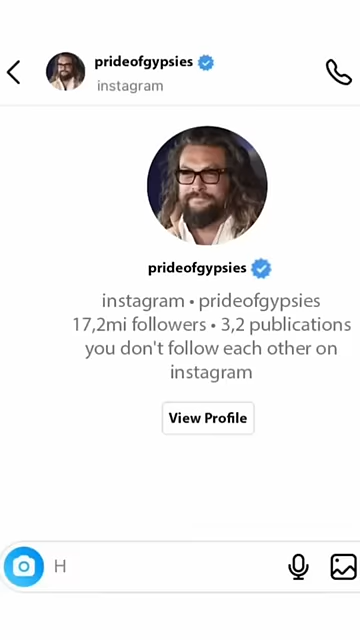 prideofgypsies
instagram
prideofgypsies
instagram • prideofgypsies
17,2mi followers • 3,2 publications
you don't follow each other on
instagram
View Profile
H